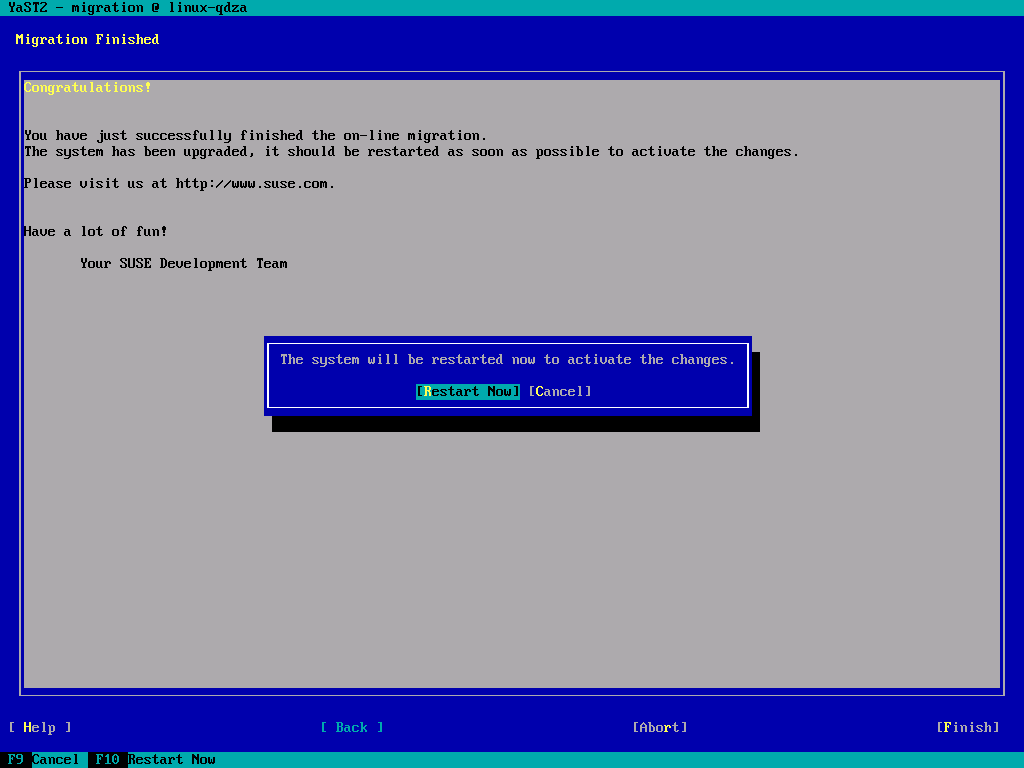 YaST2 - migration @ linux-qdza
Migration Finished
Congratulations!
You have just successfully finished the on-line migration.
The system has been upgraded, it should be restarted as soon as possible to activate the changes.
Please visit us at http://www.suse.com.
Have a lot of fun!
Your SUSE Development Team
The system will be restarted now to activate the changes.
[Restart Now] [Cancel]
[ Help ] [ Back ] [Abort] [Finish]
F9 Cancel F10 Restart Now